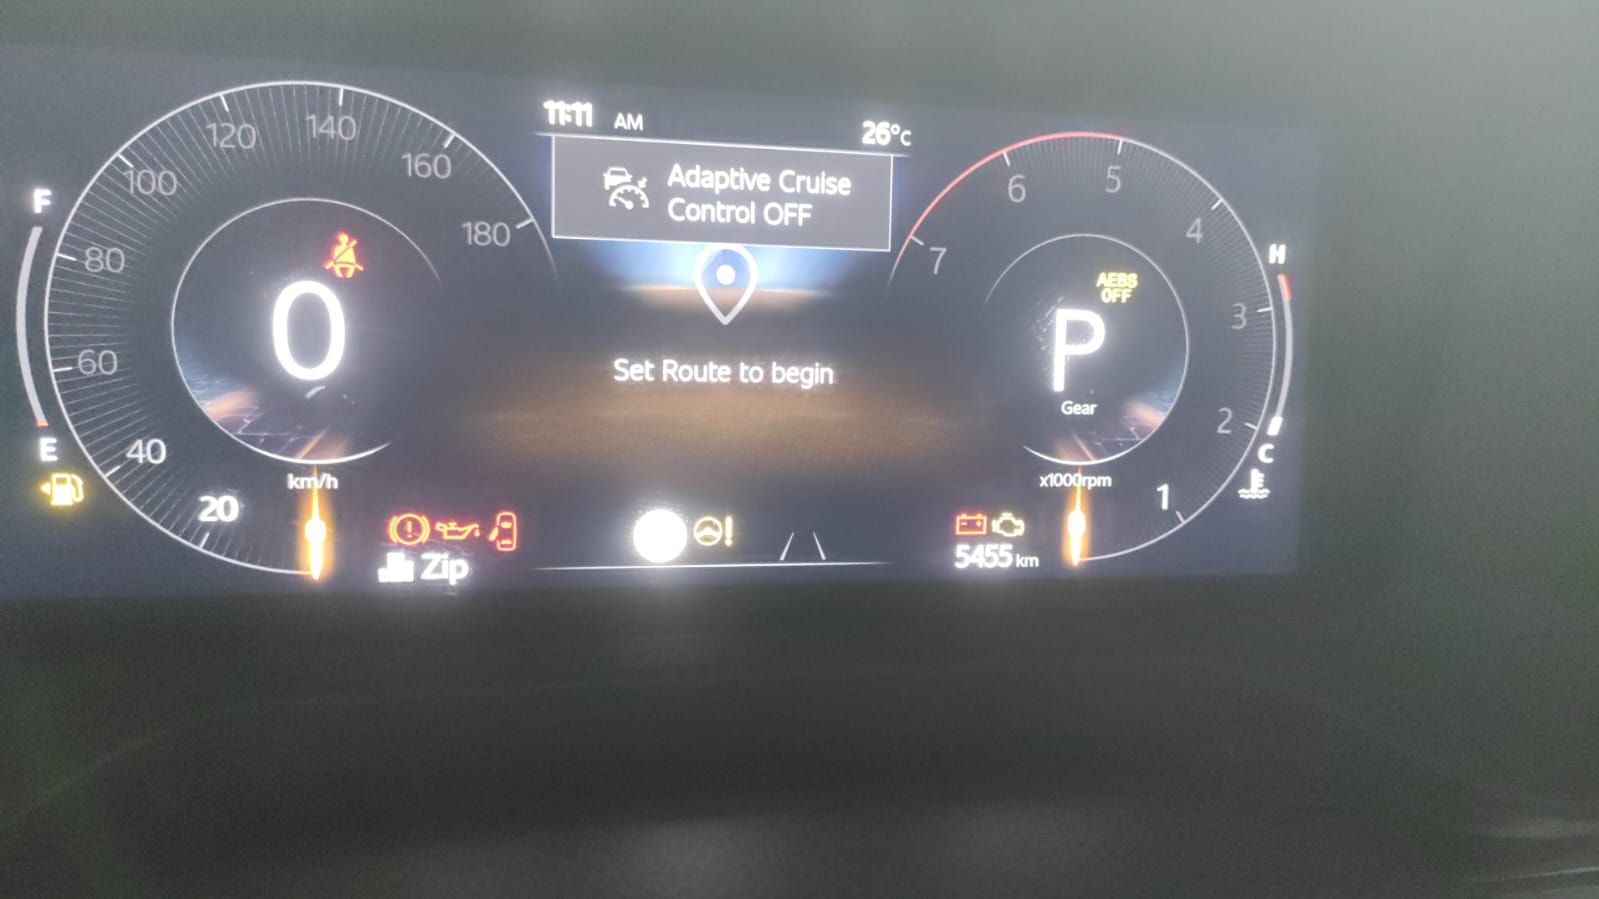 11:11 AM
26°C
Adaptive Cruise
Control OFF
Set Route to begin
F
E
20
40
60
80
100
120
140
160
180
0
km/h
AEBS
OFF
P
Gear
x1000rpm
1
2
3
4
5
6
7
H
C
Zip
5455 km